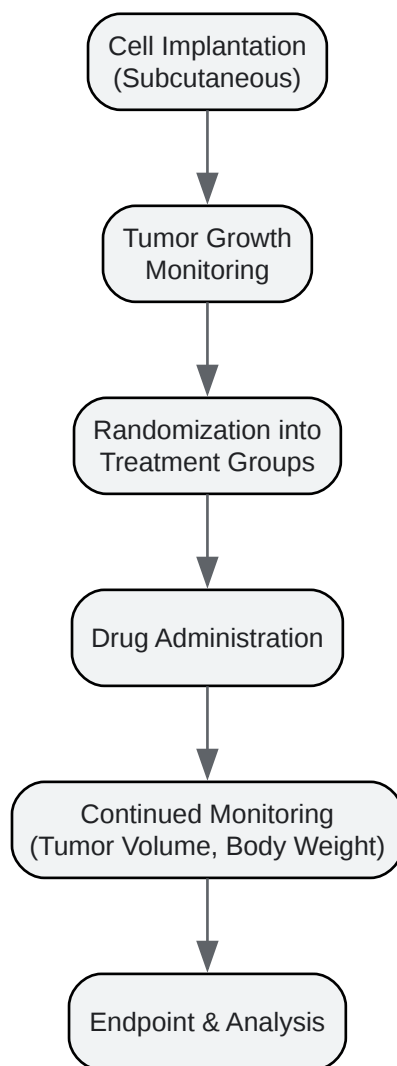 Cell Implantation
(Subcutaneous)
Tumor Growth
Monitoring
Randomization into
Treatment Groups
Drug Administration
Continued Monitoring
(Tumor Volume, Body Weight)
Endpoint & Analysis